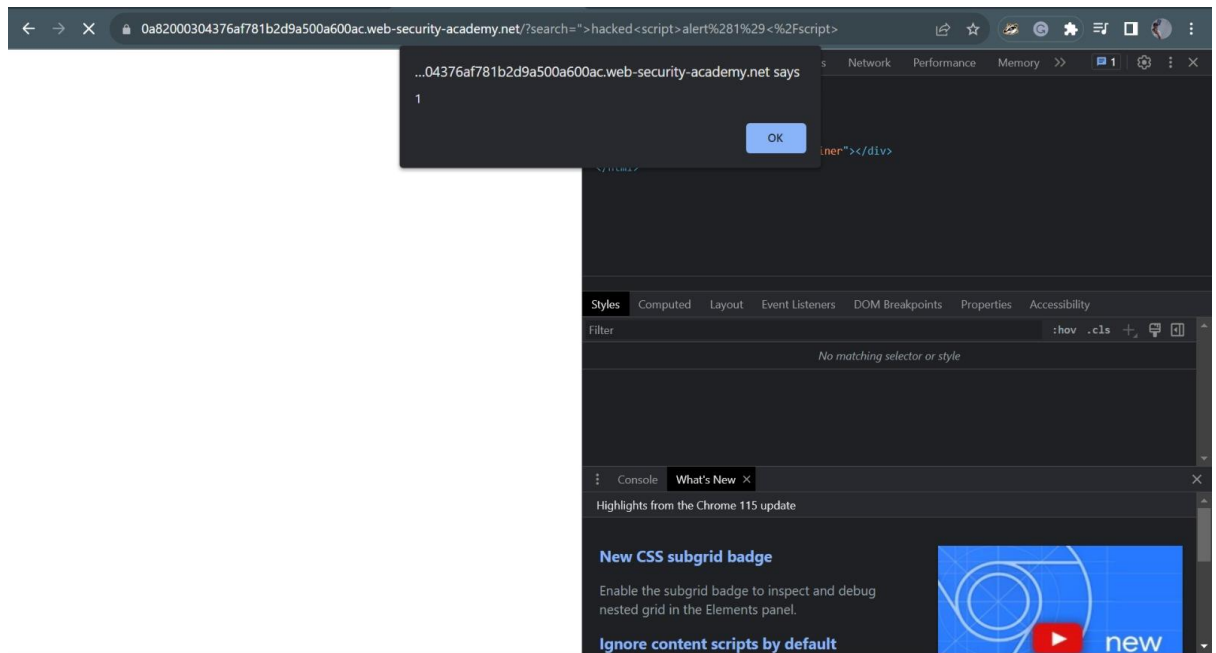 0a82000304376af781b2d9a500a600ac.web-security-academy.net/?search=">hacked<script>alert%281%29<%2Fscript>
...04376af781b2d9a500a600ac.web-security-academy.net says
1
OK
s Network Performance Memory >> 1
iner"></div>
</html>
Styles Computed Layout Event Listeners DOM Breakpoints Properties Accessibility
Filter :hov .cls
No matching selector or style
Console What's New
Highlights from the Chrome 115 update
New CSS subgrid badge
Enable the subgrid badge to inspect and debug
nested grid in the Elements panel.
Ignore content scripts by default
new